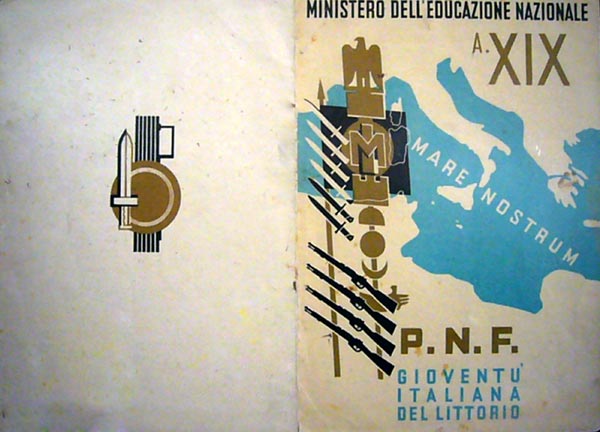 MINISTERO DELL'EDUCAZIONE NAZIONALE
A. XIX
MARE NOSTRUM
M
P.N.F.
GIOVENTU'
ITALIANA
DEL LITTORIO